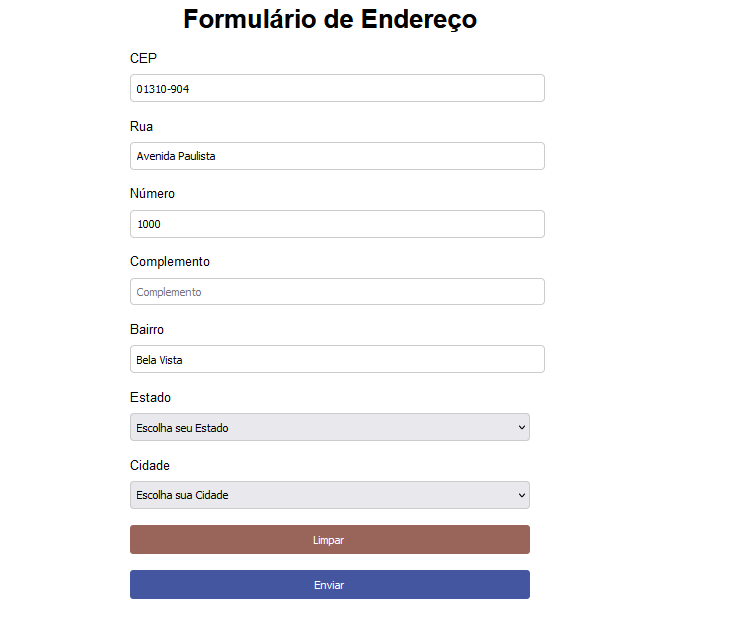 Formulário de Endereço
CEP
01310-904
Rua
Avenida Paulista
Número
1000
Complemento
Complemento
Bairro
Bela Vista
Estado
Escolha seu Estado
Cidade
Escolha sua Cidade
Limpar
Enviar